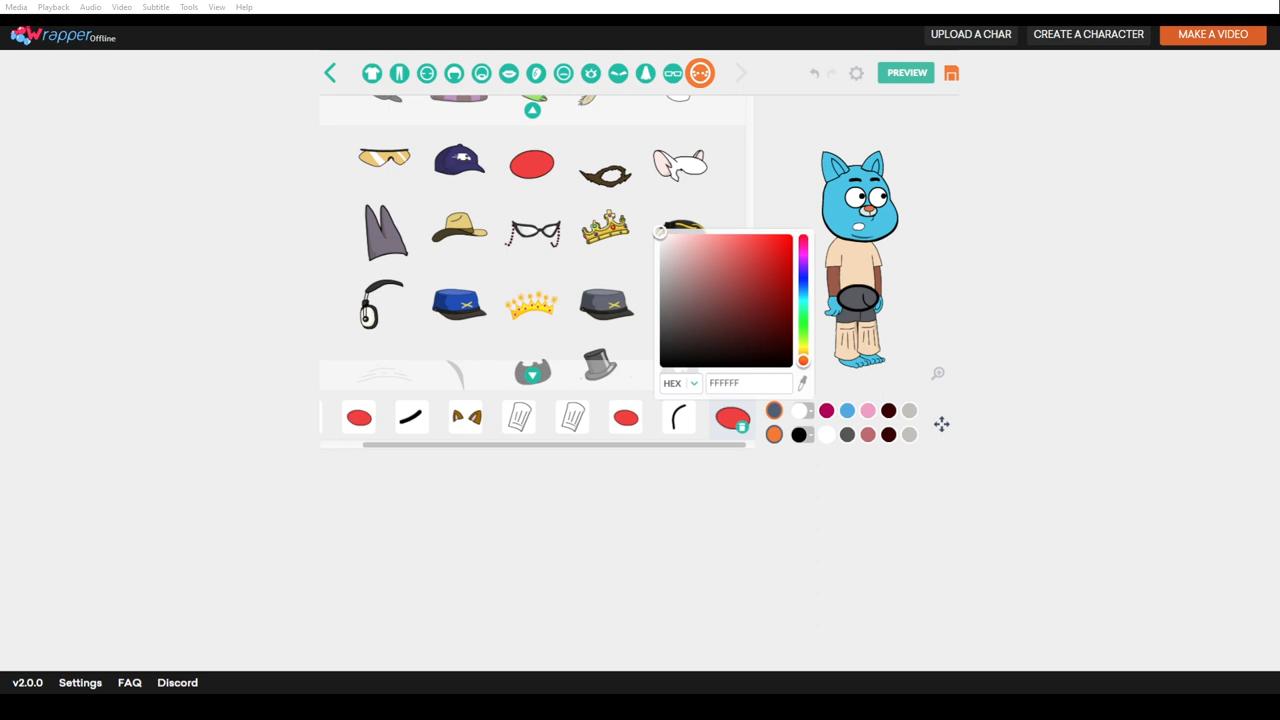 Media Playback Audio Video Subtitle Tools View Help
Wrapper Offline
UPLOAD A CHAR CREATE A CHARACTER MAKE A VIDEO
PREVIEW
HEX FFFFFF
v2.0.0 Settings FAQ Discord